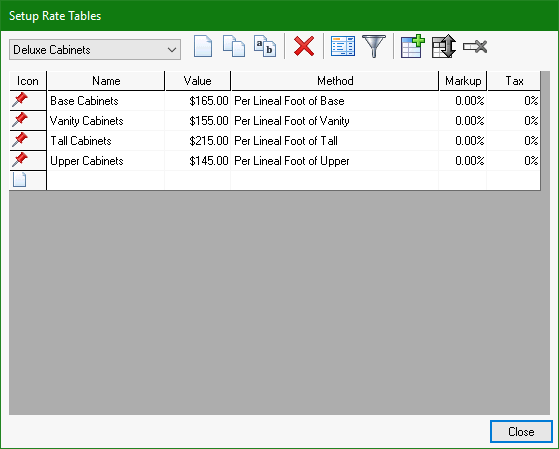 Setup Rate Tables
Deluxe Cabinets
a b
Icon Name Value Method Markup Tax
Base Cabinets $165.00 Per Lineal Foot of Base 0.00% 0%
Vanity Cabinets $155.00 Per Lineal Foot of Vanity 0.00% 0%
Tall Cabinets $215.00 Per Lineal Foot of Tall 0.00% 0%
Upper Cabinets $145.00 Per Lineal Foot of Upper 0.00% 0%
Close